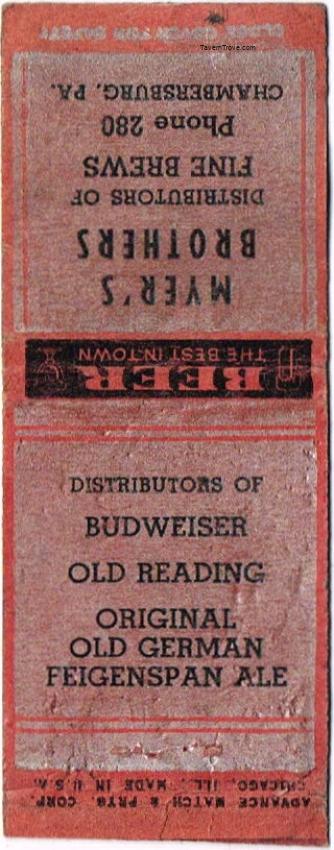 TavernTrove.com
CLOSE COVER FOR SAFETY
MYER'S
BROTHERS
DISTRIBUTORS OF
FINE BREWS
Phone 280
CHAMBERSBURG, PA.
BEER
THE BEST IN TOWN
DISTRIBUTORS OF
BUDWEISER
OLD READING
ORIGINAL
OLD GERMAN
FEIGENSPAN ALE
ADVANCE MATCH & PRTG. CORP.
CHICAGO, ILL., MADE IN U.S.A.